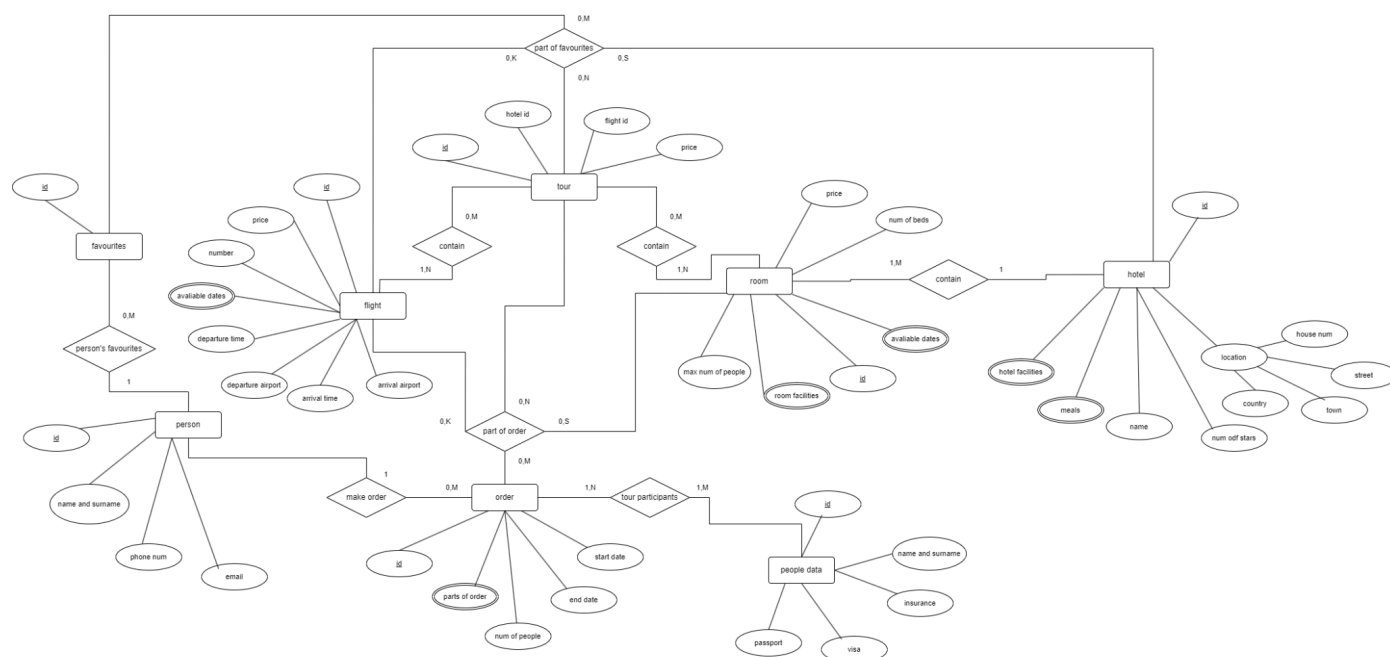 0,M
part of favourites
0,K
0,S
0,N
hotel id
flight id
id
price
tour
id
id
price
id
price
0,M
0,M
num of beds
favourites
number
contain
contain
1,N
1,N
1,M
contain
1
hotel
room
avaliable dates
flight
departure time
avaliable dates
house num
location
street
0,M
person's favourites
max num of people
id
hotel facilities
departure airport
arrival airport
arrival time
room facilities
country
town
meals
name
num odf stars
1
person
id
0,K
0,N
part of order
0,S
0,M
1
make order
0,M
order
1,N
tour participants
1,M
name and surname
id
phone num
email
id
start date
name and surname
people data
parts of order
end date
insurance
num of people
passport
visa